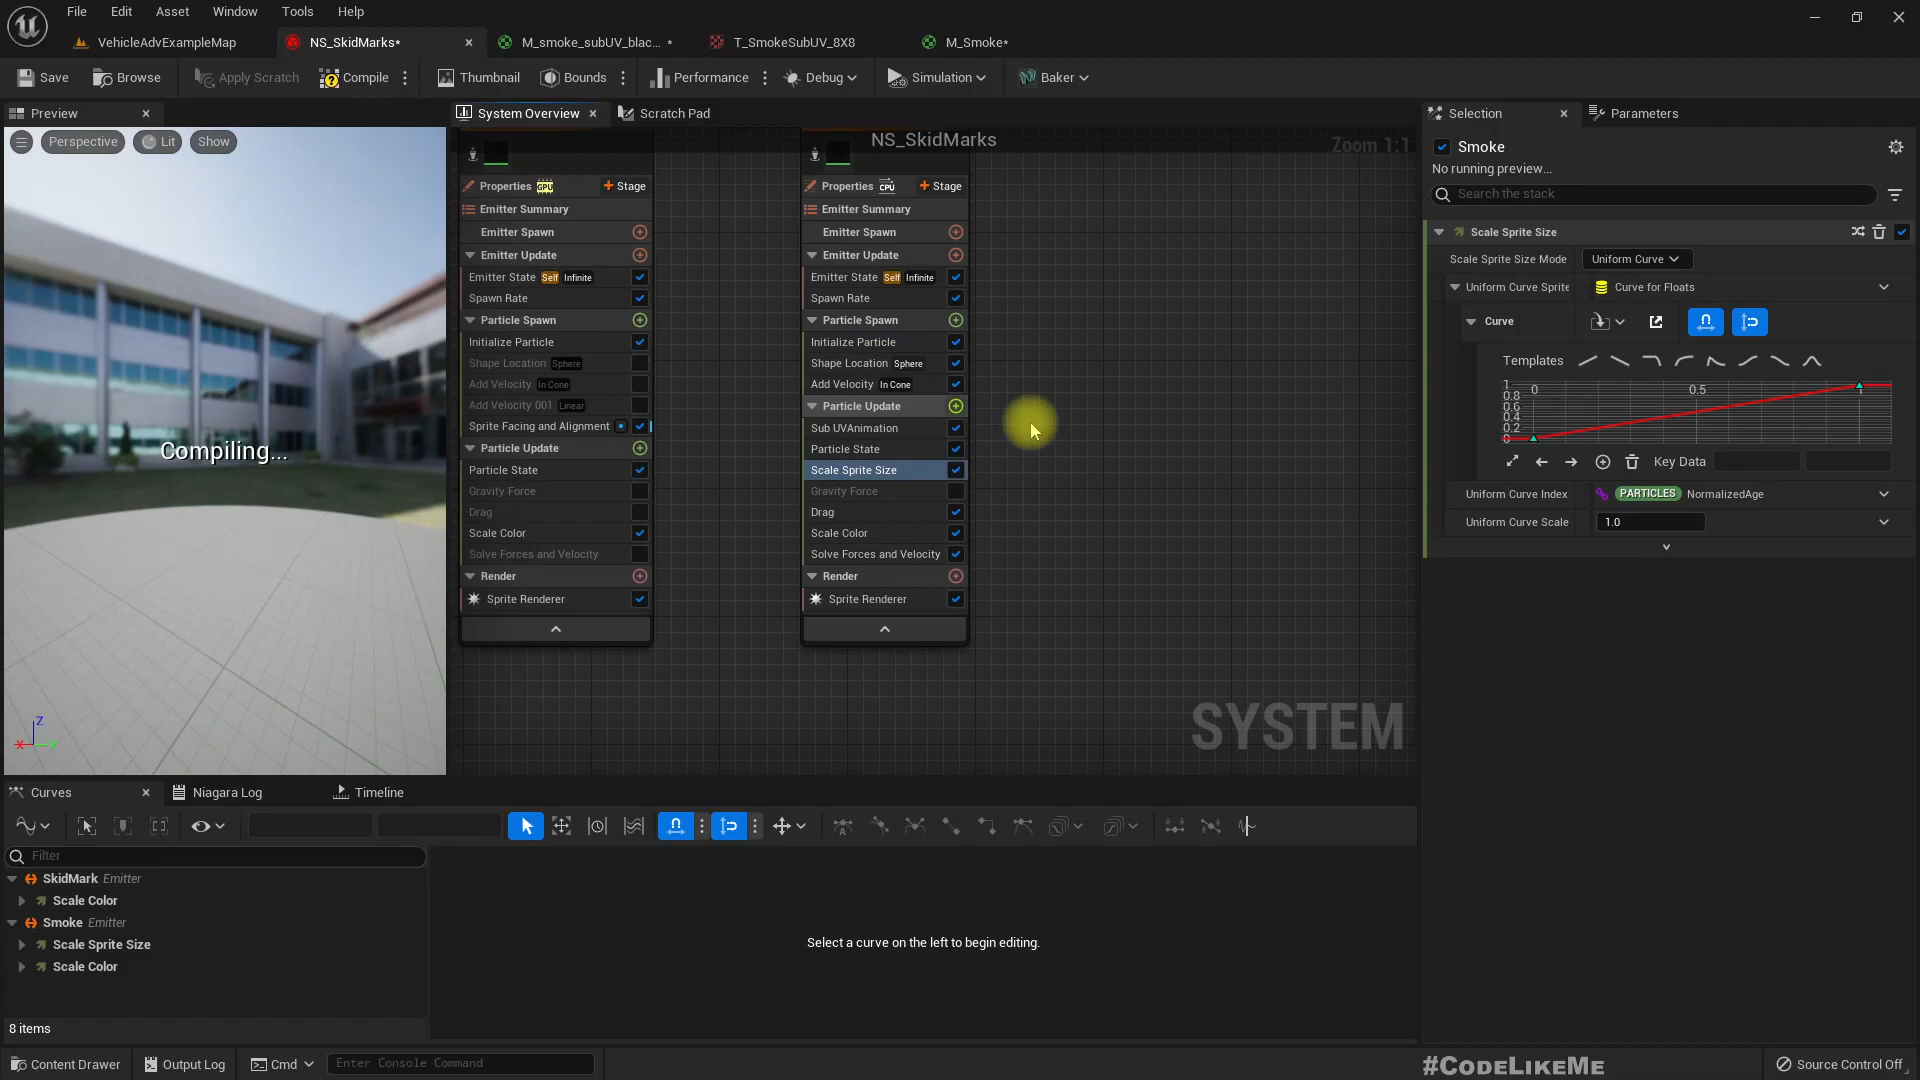 File Edit Asset Window Tools Help
VehicleAdvExampleMap
NS_SkidMarks*
M_smoke_subUV_blac... *
T_SmokeSubUV_8X8
M_Smoke*
Save
Browse
Apply Scratch
Compile
Thumbnail
Bounds
Performance
Debug
Simulation
Baker
Preview
System Overview
Scratch Pad
Selection
Parameters
Perspective
Lit
Show
Compiling...
Z
X
Y
NS_SkidMarks
Zoom 1:1
Properties GPU + Stage
Emitter Summary
Emitter Spawn
Emitter Update
Emitter State Self Infinite
Spawn Rate
Particle Spawn
Initialize Particle
Shape Location Sphere
Add Velocity In Cone
Add Velocity 001 Linear
Sprite Facing and Alignment
Particle Update
Particle State
Gravity Force
Drag
Scale Color
Solve Forces and Velocity
Render
Sprite Renderer
Properties CPU + Stage
Emitter Summary
Emitter Spawn
Emitter Update
Emitter State Self Infinite
Spawn Rate
Particle Spawn
Initialize Particle
Shape Location Sphere
Add Velocity In Cone
Particle Update
Sub UVAnimation
Particle State
Scale Sprite Size
Gravity Force
Drag
Scale Color
Solve Forces and Velocity
Render
Sprite Renderer
SYSTEM
Smoke
No running preview...
Search the stack
Scale Sprite Size
Scale Sprite Size Mode Uniform Curve
Uniform Curve Sprite Curve for Floats
Curve
Templates
1
0.8
0.6
0.4
0.2
0
0 0.5 1
Key Data
Uniform Curve Index PARTICLES NormalizedAge
Uniform Curve Scale 1.0
Curves
Niagara Log
Timeline
Filter
SkidMark Emitter
Scale Color
Smoke Emitter
Scale Sprite Size
Scale Color
8 items
Select a curve on the left to begin editing.
Content Drawer
Output Log
Cmd
Enter Console Command
#CODELIKEME
Source Control Off